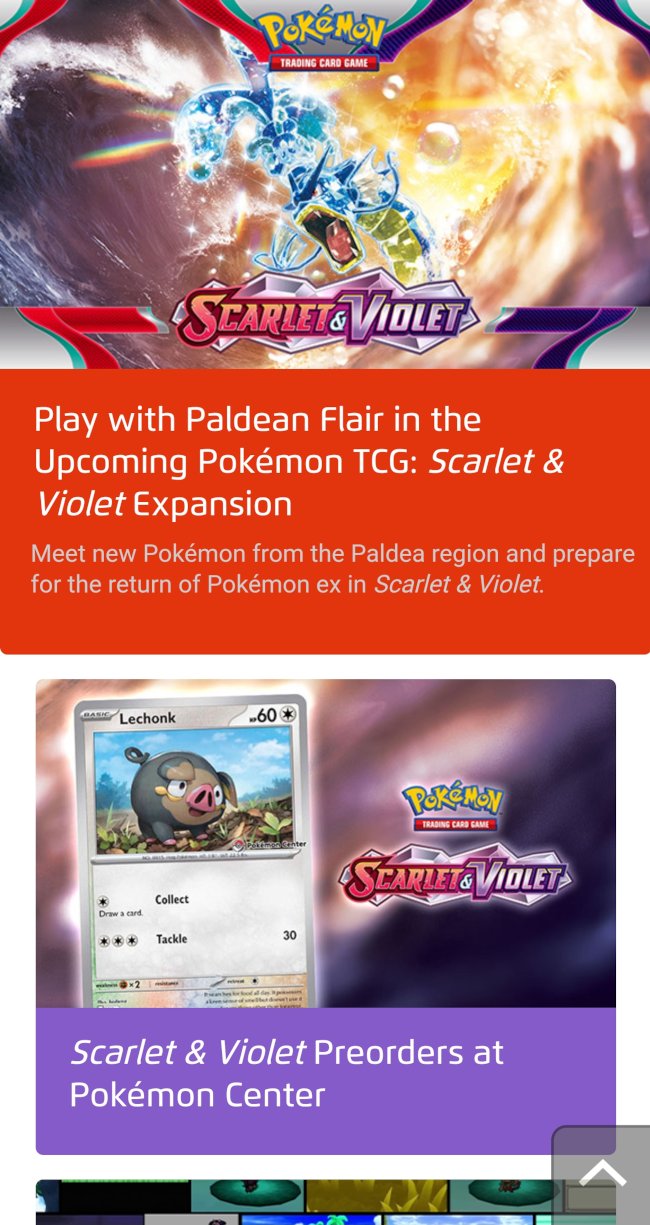 Pokémon
TRADING CARD GAME
SCARLET & VIOLET
Play with Paldean Flair in the
Upcoming Pokémon TCG: Scarlet &
Violet Expansion
Meet new Pokémon from the Paldea region and prepare
for the return of Pokémon ex in Scarlet & Violet.
BASIC Lechonk HP60
Pokémon Center
Collect
Draw a card.
Tackle 30
weakness ×2 resistance retreat
Pokémon
TRADING CARD GAME
SCARLET & VIOLET
Scarlet & Violet Preorders at
Pokémon Center